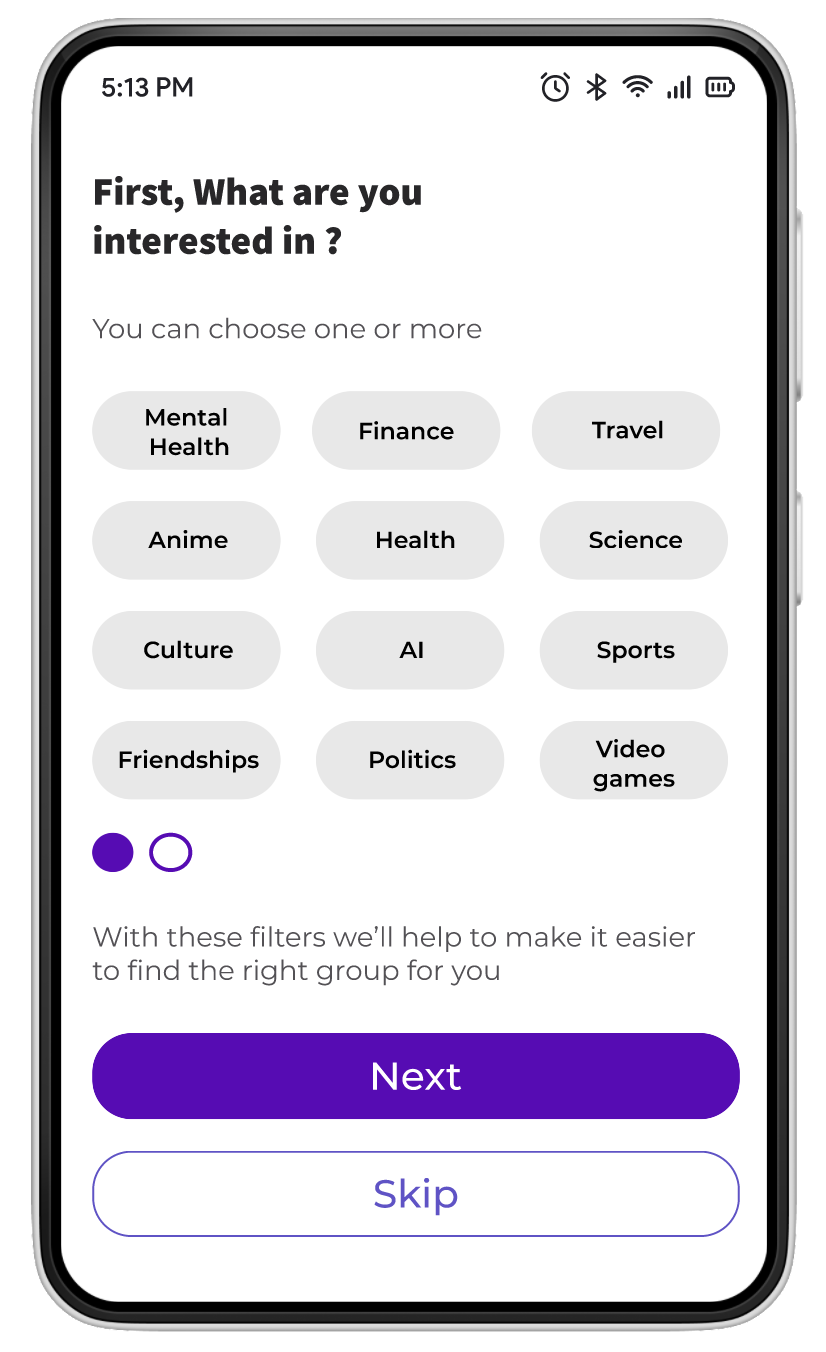 5:13 PM
First, What are you
interested in ?
You can choose one or more
Mental
Health
Finance
Travel
Anime
Health
Science
Culture
AI
Sports
Friendships
Politics
Video
games
With these filters we’ll help to make it easier
to find the right group for you
Next
Skip